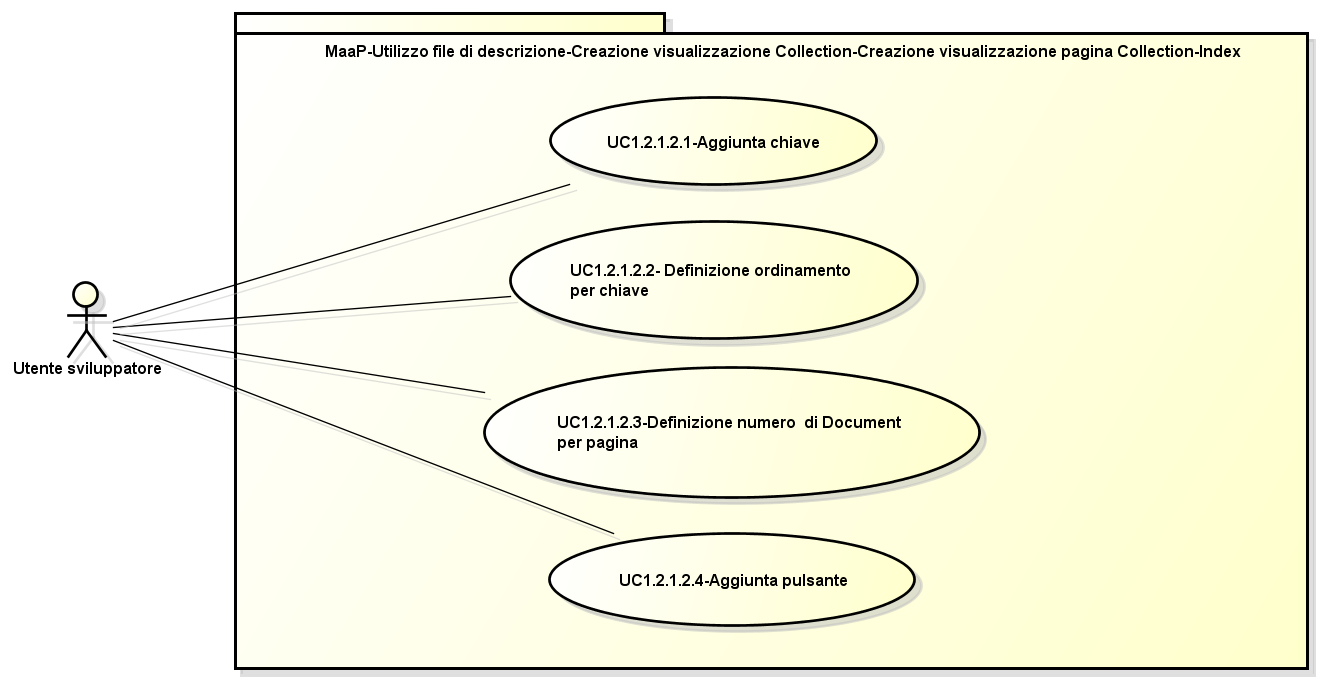 MaaP-Utilizzo file di descrizione-Creazione visualizzazione Collection-Creazione visualizzazione pagina Collection-Index
UC1.2.1.2.1-Aggiunta chiave
UC1.2.1.2.2- Definizione ordinamento
per chiave
Utente sviluppatore
UC1.2.1.2.3-Definizione numero  di Document
per pagina
UC1.2.1.2.4-Aggiunta pulsante